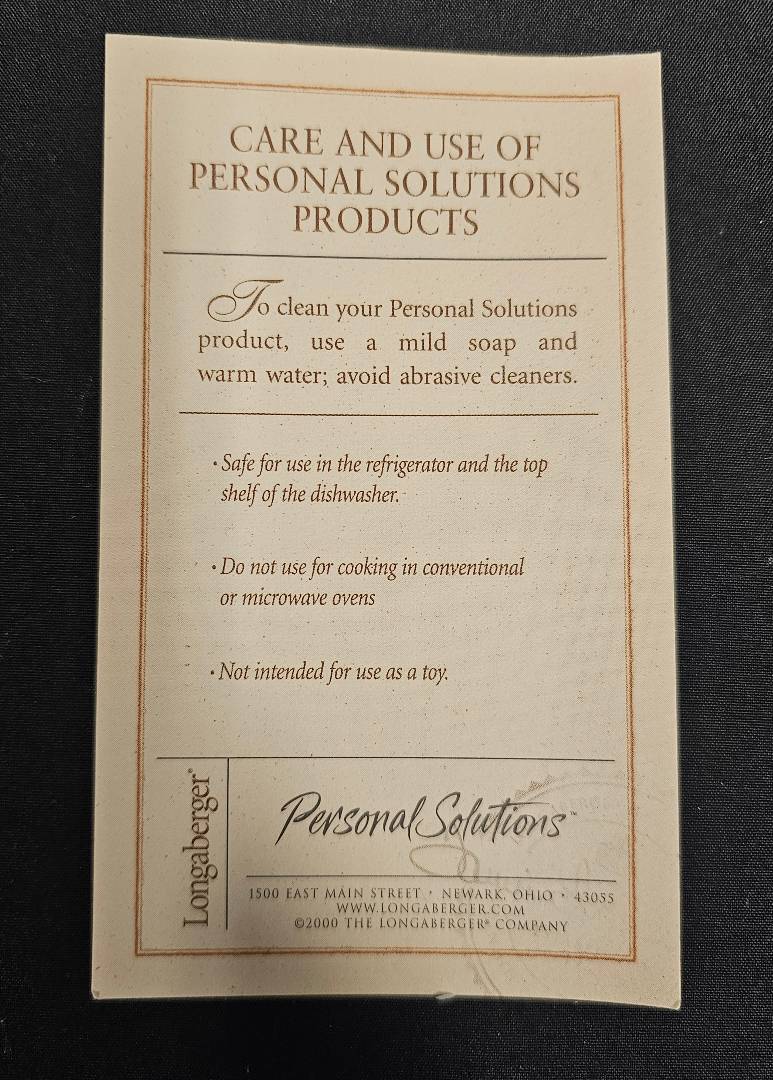 CARE AND USE OF
PERSONAL SOLUTIONS
PRODUCTS
To clean your Personal Solutions
product, use a mild soap and
warm water; avoid abrasive cleaners.
· Safe for use in the refrigerator and the top
shelf of the dishwasher.
· Do not use for cooking in conventional
or microwave ovens
· Not intended for use as a toy.
Longaberger®
Personal Solutions™
1500 EAST MAIN STREET · NEWARK, OHIO · 43055
WWW.LONGABERGER.COM
©2000 THE LONGABERGER® COMPANY